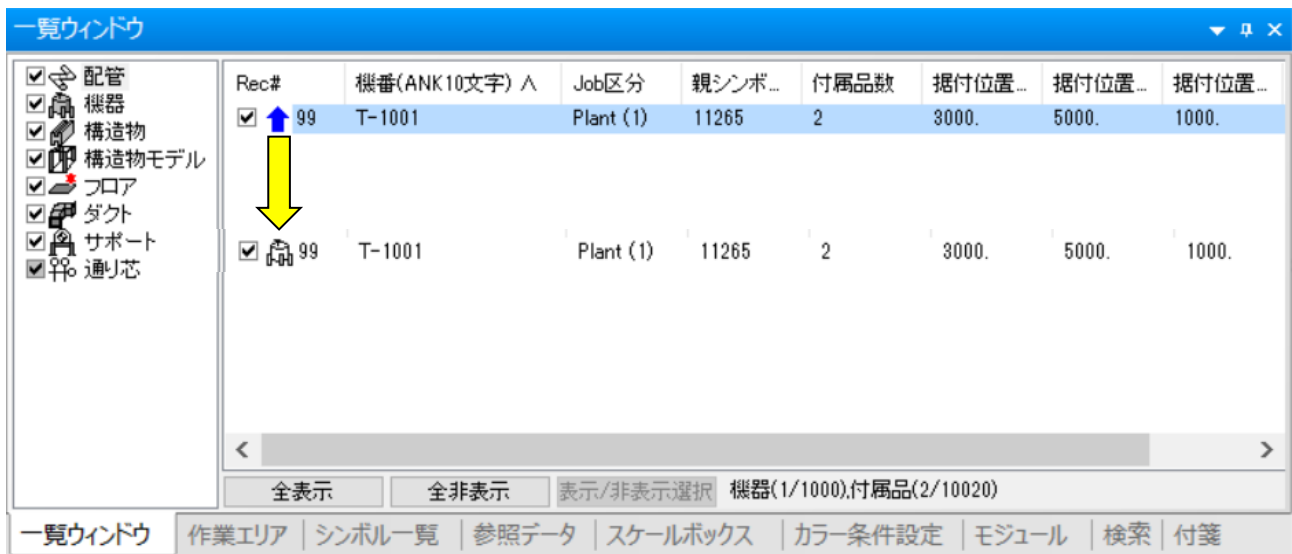 一覧ウィンドウ
配管
機器
構造物
構造物モデル
フロア
ダクト
サポート
通り芯
Rec# 機番(ANK10文字) ∧ Job区分 親シンボ... 付属品数 据付位置... 据付位置... 据付位置...
99 T-1001 Plant (1) 11265 2 3000. 5000. 1000.
99 T-1001 Plant (1) 11265 2 3000. 5000. 1000.
全表示 全非表示 表示/非表示選択 機器(1/1000),付属品(2/10020)
一覧ウィンドウ 作業エリア シンボル一覧 参照データ スケールボックス カラー条件設定 モジュール 検索 付箋